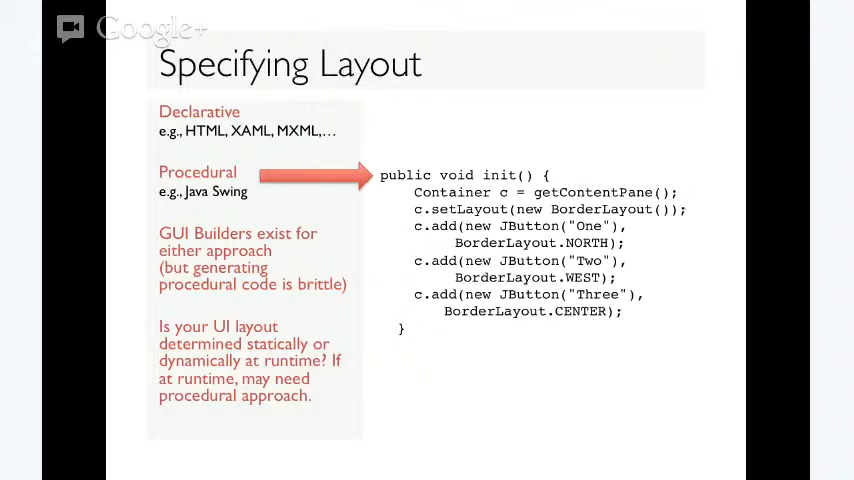 Google+
Specifying Layout
Declarative
e.g., HTML, XAML, MXML,…
Procedural
e.g., Java Swing
GUI Builders exist for
either approach
(but generating
procedural code is brittle)
Is your UI layout
determined statically or
dynamically at runtime? If
at runtime, may need
procedural approach.
public void init() {
Container c = getContentPane();
c.setLayout(new BorderLayout());
c.add(new JButton("One"),
BorderLayout.NORTH);
c.add(new JButton("Two"),
BorderLayout.WEST);
c.add(new JButton("Three"),
BorderLayout.CENTER);
}